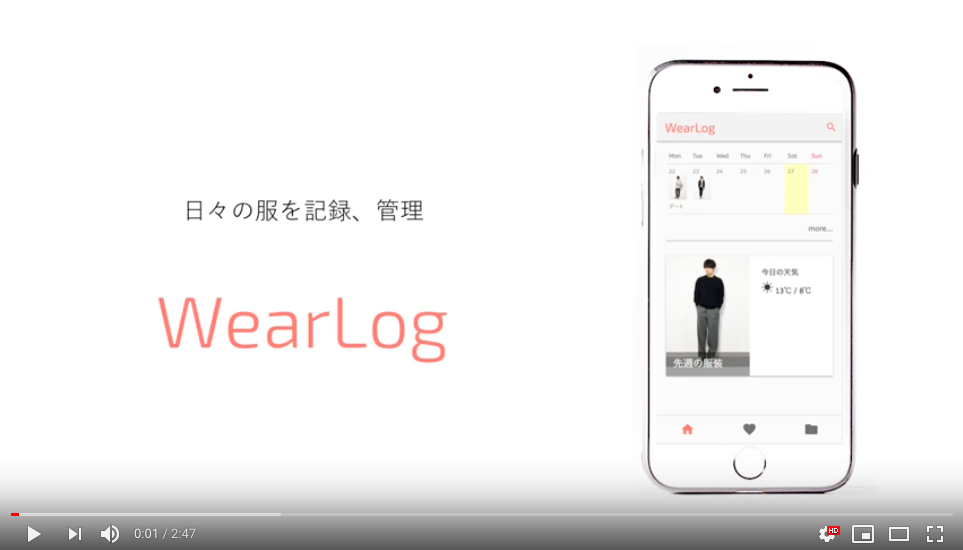 日々の服を記録、管理
WearLog
WearLog
Mon Tue Wed Thu Fri Sat Sun
22 23 24 25 26 27 28
デート
more...
今日の天気
13℃ / 8℃
先週の服装
0:01 / 2:47
HD